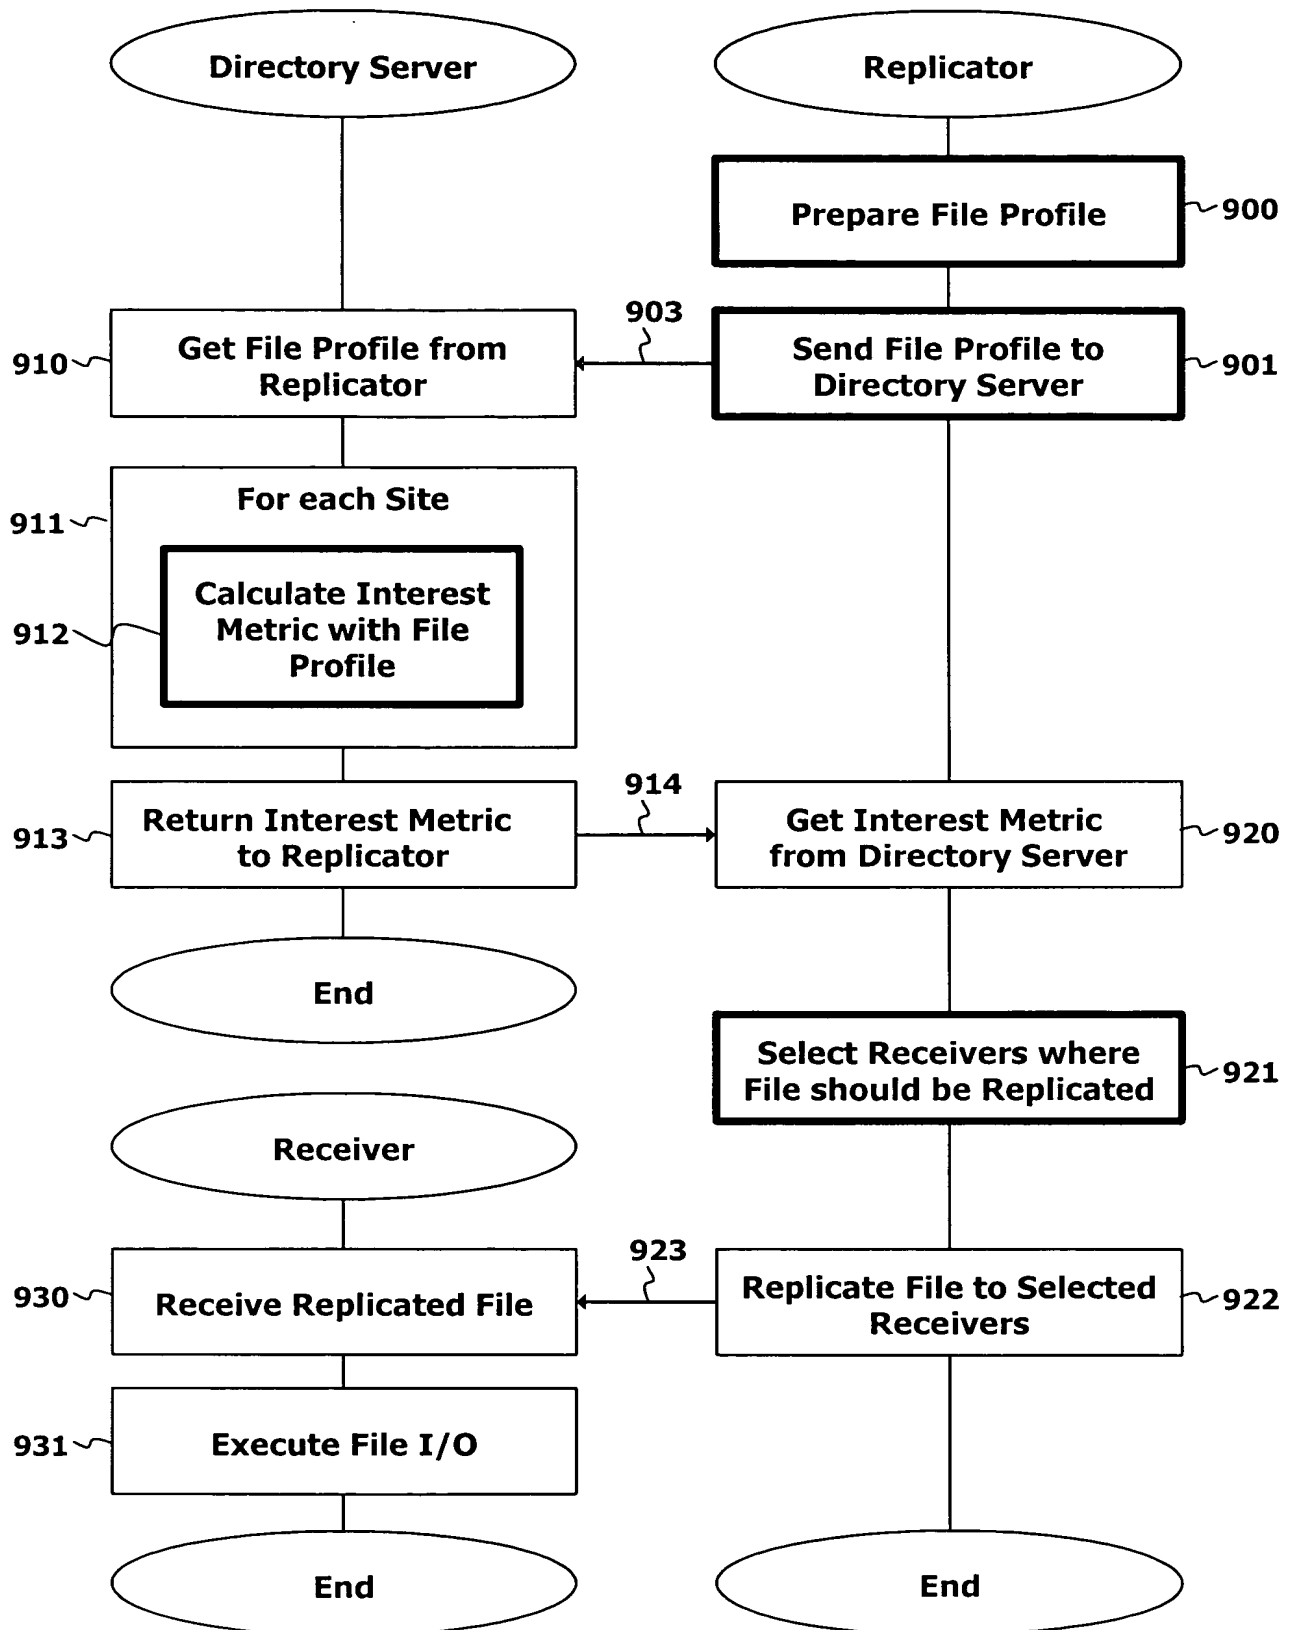 Directory Server
Replicator
Prepare File Profile
900
903
910
Get File Profile from
Replicator
Send File Profile to
Directory Server
901
For each Site
911
Calculate Interest
Metric with File
Profile
912
914
913
Return Interest Metric
to Replicator
Get Interest Metric
from Directory Server
920
End
Select Receivers where
File should be Replicated
921
Receiver
923
930
Receive Replicated File
Replicate File to Selected
Receivers
922
931
Execute File I/O
End
End